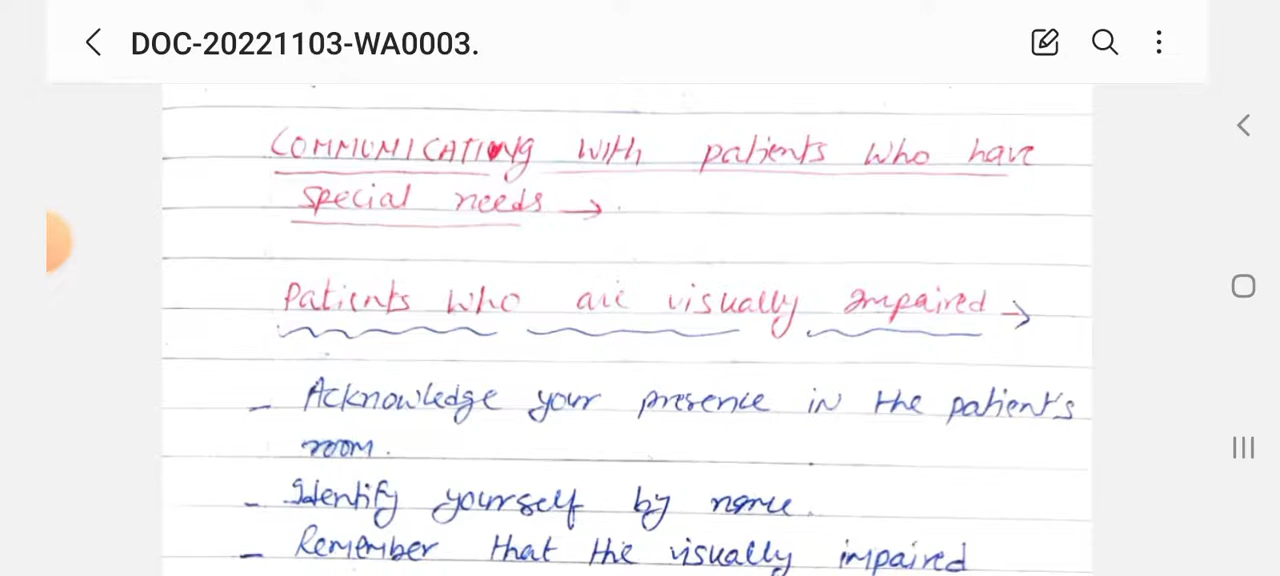 DOC-20221103-WA0003.
COMMUNICATING WITH patients who have
special needs →
Patients who are visually Impaired →
- Acknowledge your presence in the patient's
room.
- Identify yourself by name.
- Remember that the visually impaired